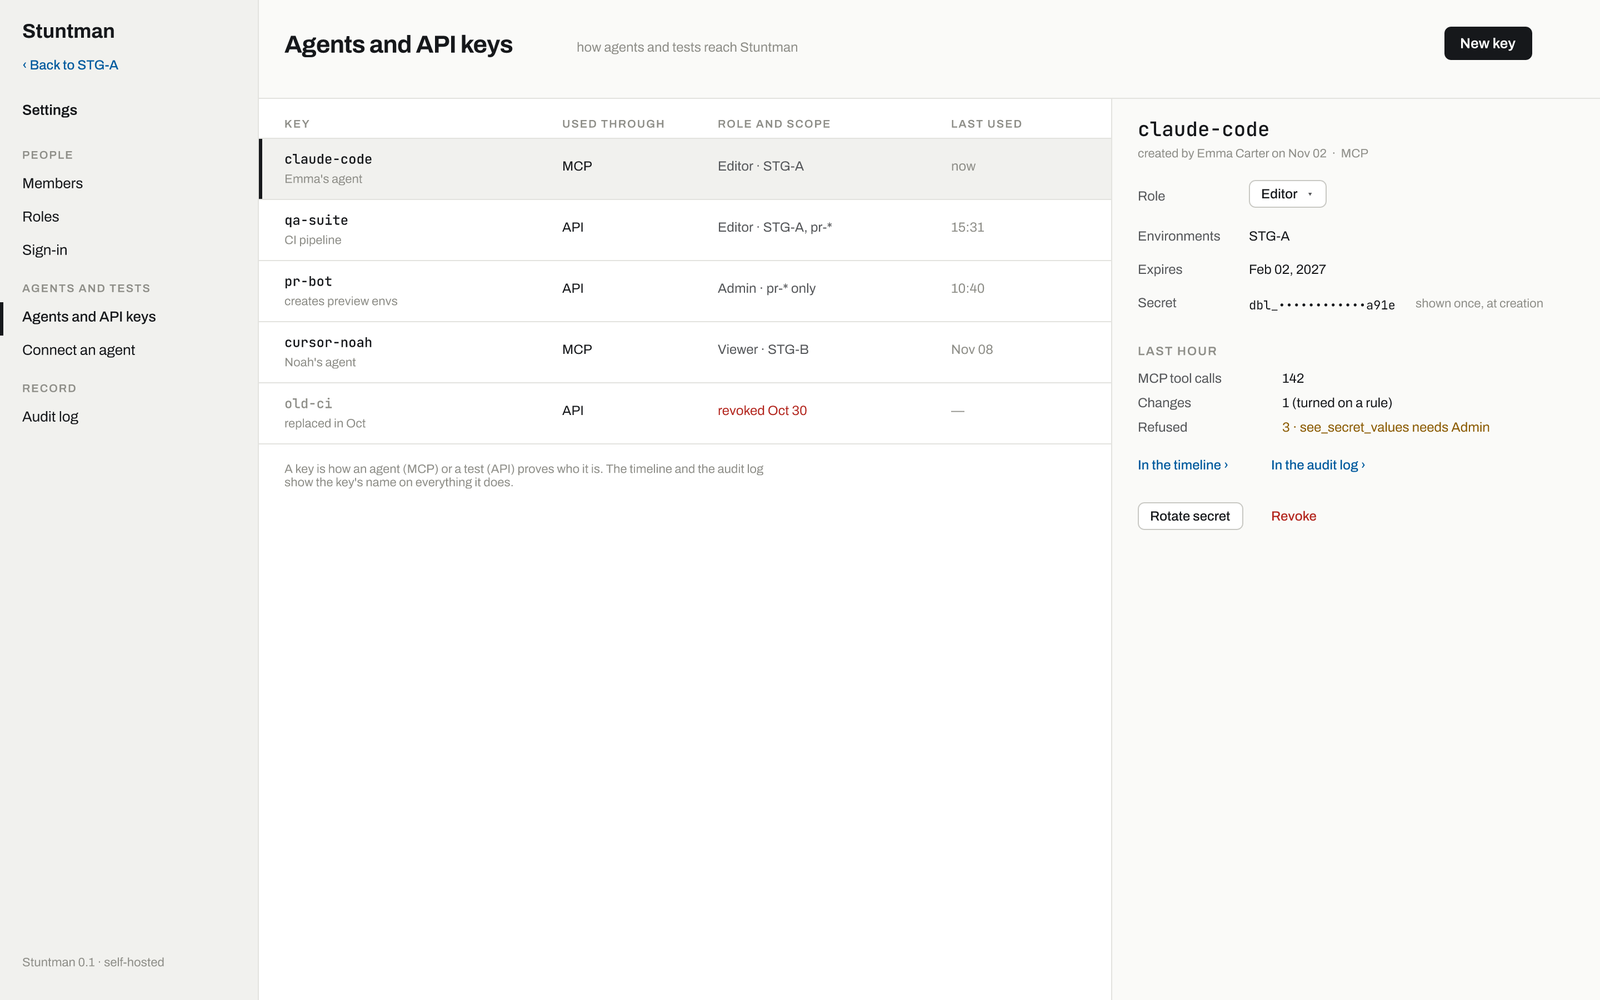 Stuntman
‹ Back to STG-A
Settings
PEOPLE
Members
Roles
Sign-in
AGENTS AND TESTS
Agents and API keys
Connect an agent
RECORD
Audit log
Stuntman 0.1 · self-hosted
Agents and API keys
how agents and tests reach Stuntman
New key
KEY USED THROUGH ROLE AND SCOPE LAST USED
claude-code MCP Editor · STG-A now
Emma's agent
qa-suite API Editor · STG-A, pr-* 15:31
CI pipeline
pr-bot API Admin · pr-* only 10:40
creates preview envs
cursor-noah MCP Viewer · STG-B Nov 08
Noah's agent
old-ci API revoked Oct 30 —
replaced in Oct
A key is how an agent (MCP) or a test (API) proves who it is. The timeline and the audit log
show the key's name on everything it does.
claude-code
created by Emma Carter on Nov 02 · MCP
Role Editor
Environments STG-A
Expires Feb 02, 2027
Secret dbl_••••••••••••a91e shown once, at creation
LAST HOUR
MCP tool calls 142
Changes 1 (turned on a rule)
Refused 3 · see_secret_values needs Admin
In the timeline › In the audit log ›
Rotate secret Revoke